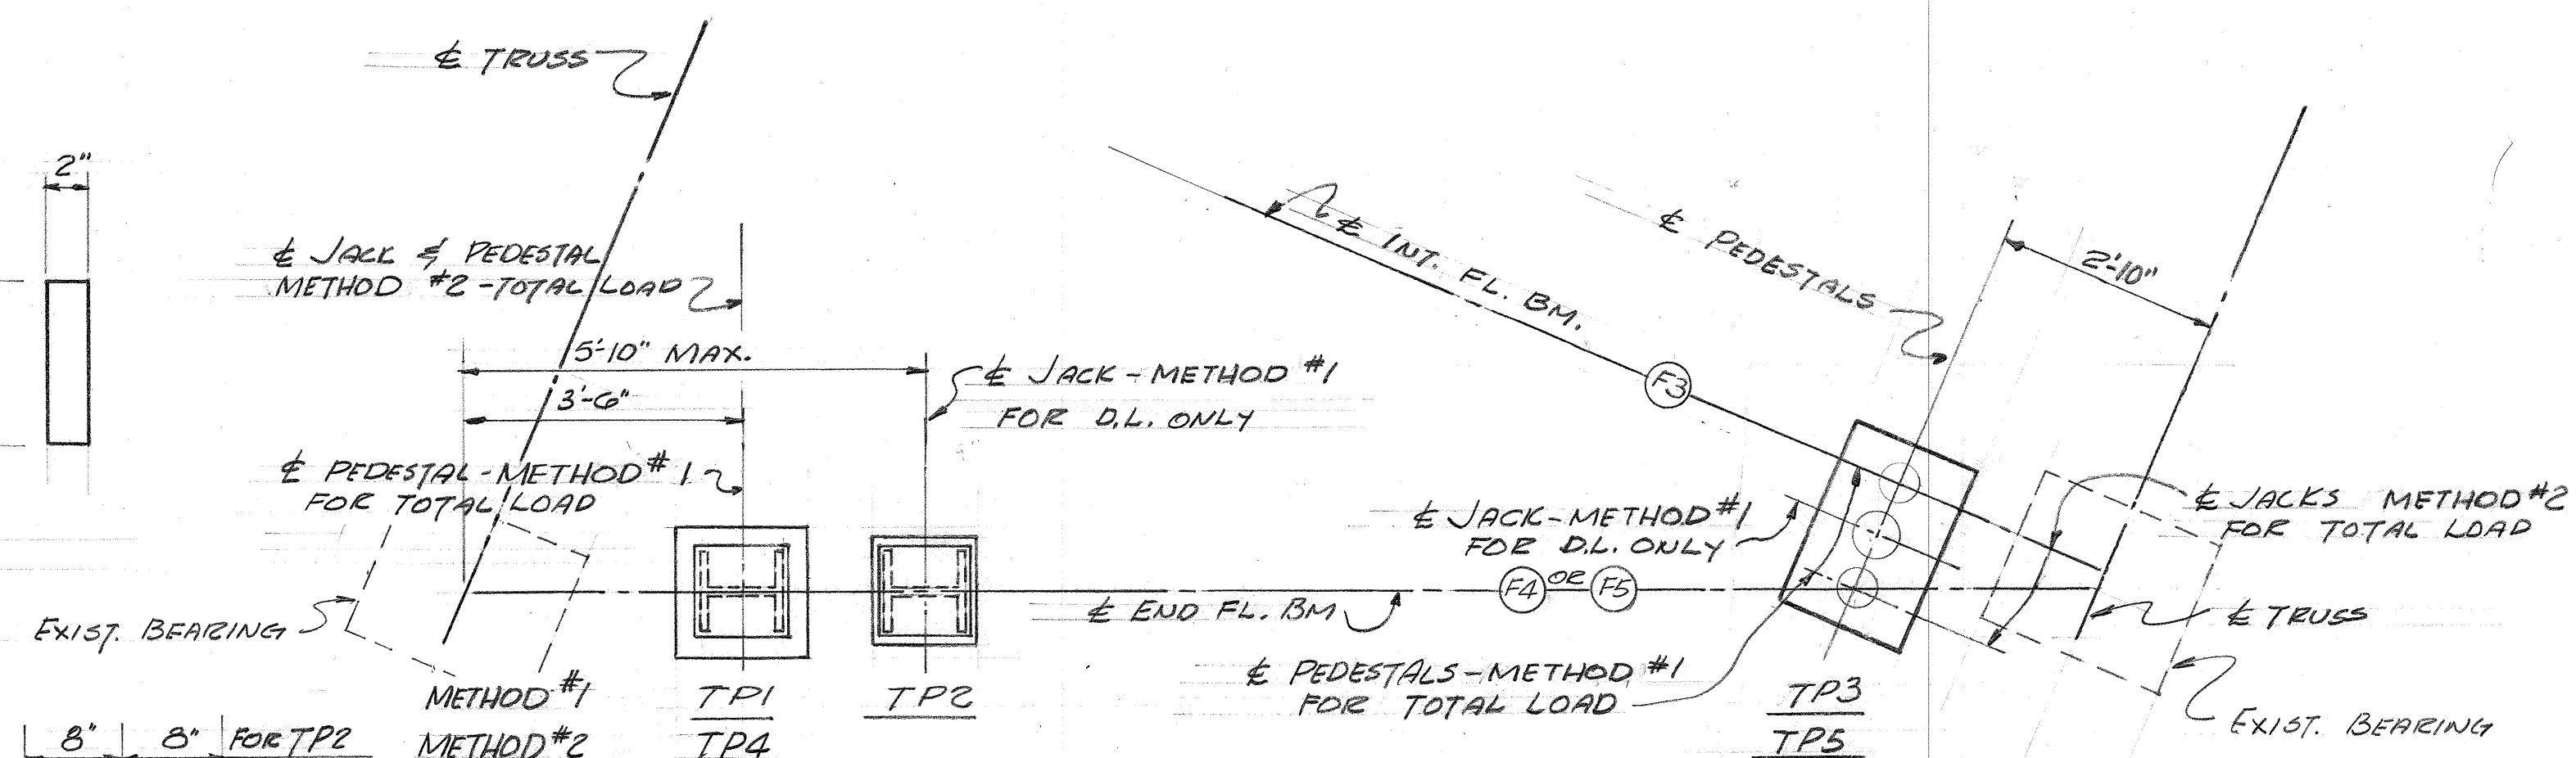 ℄ TRUSS
2"
℄ JACK & PEDESTAL
METHOD #2 - TOTAL LOAD
5'-10" MAX.
3'-6"
℄ JACK - METHOD #1
FOR D.L. ONLY
℄ PEDESTAL - METHOD #1
FOR TOTAL LOAD
EXIST. BEARING
METHOD #1
TP1
TP2
8"
8"
FOR TP2
METHOD #2
TP4
℄ INT. FL. BM.
F3
℄ PEDESTALS
2'-10"
℄ JACK - METHOD #1
FOR D.L. ONLY
℄ JACKS METHOD #2
FOR TOTAL LOAD
F4 OR F5
℄ END FL. BM
℄ TRUSS
℄ PEDESTALS - METHOD #1
FOR TOTAL LOAD
TP3
TP5
EXIST. BEARING